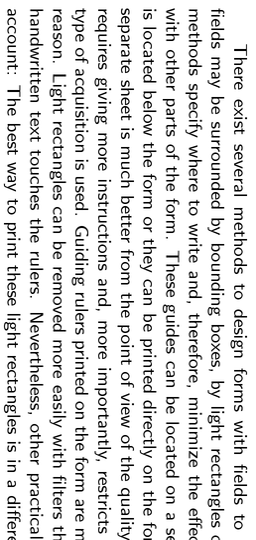 There exist several methods to design forms with fields to
fields may be surrounded by bounding boxes, by light rectangles o
methods specify where to write and, therefore, minimize the effec
with other parts of the form. These guides can be located on a se
is located below the form or they can be printed directly on the fo
separate sheet is much better from the point of view of the quality
requires giving more instructions and, more importantly, restricts
type of acquisition is used. Guiding rulers printed on the form are m
reason. Light rectangles can be removed more easily with filters th
handwritten text touches the rulers. Nevertheless, other practical
account: The best way to print these light rectangles is in a differe